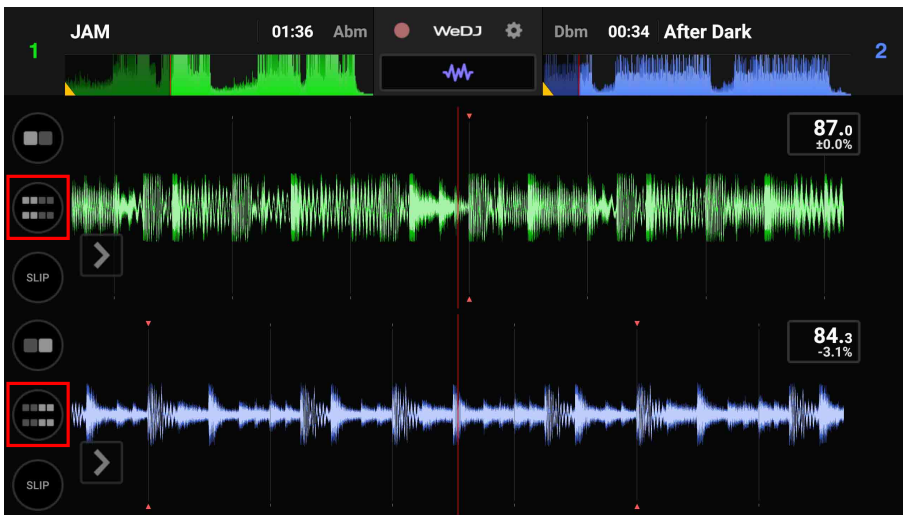 1
JAM 01:36 Abm
WeDJ
Dbm 00:34 After Dark
2
87.0
±0.0%
SLIP
84.3
-3.1%
SLIP